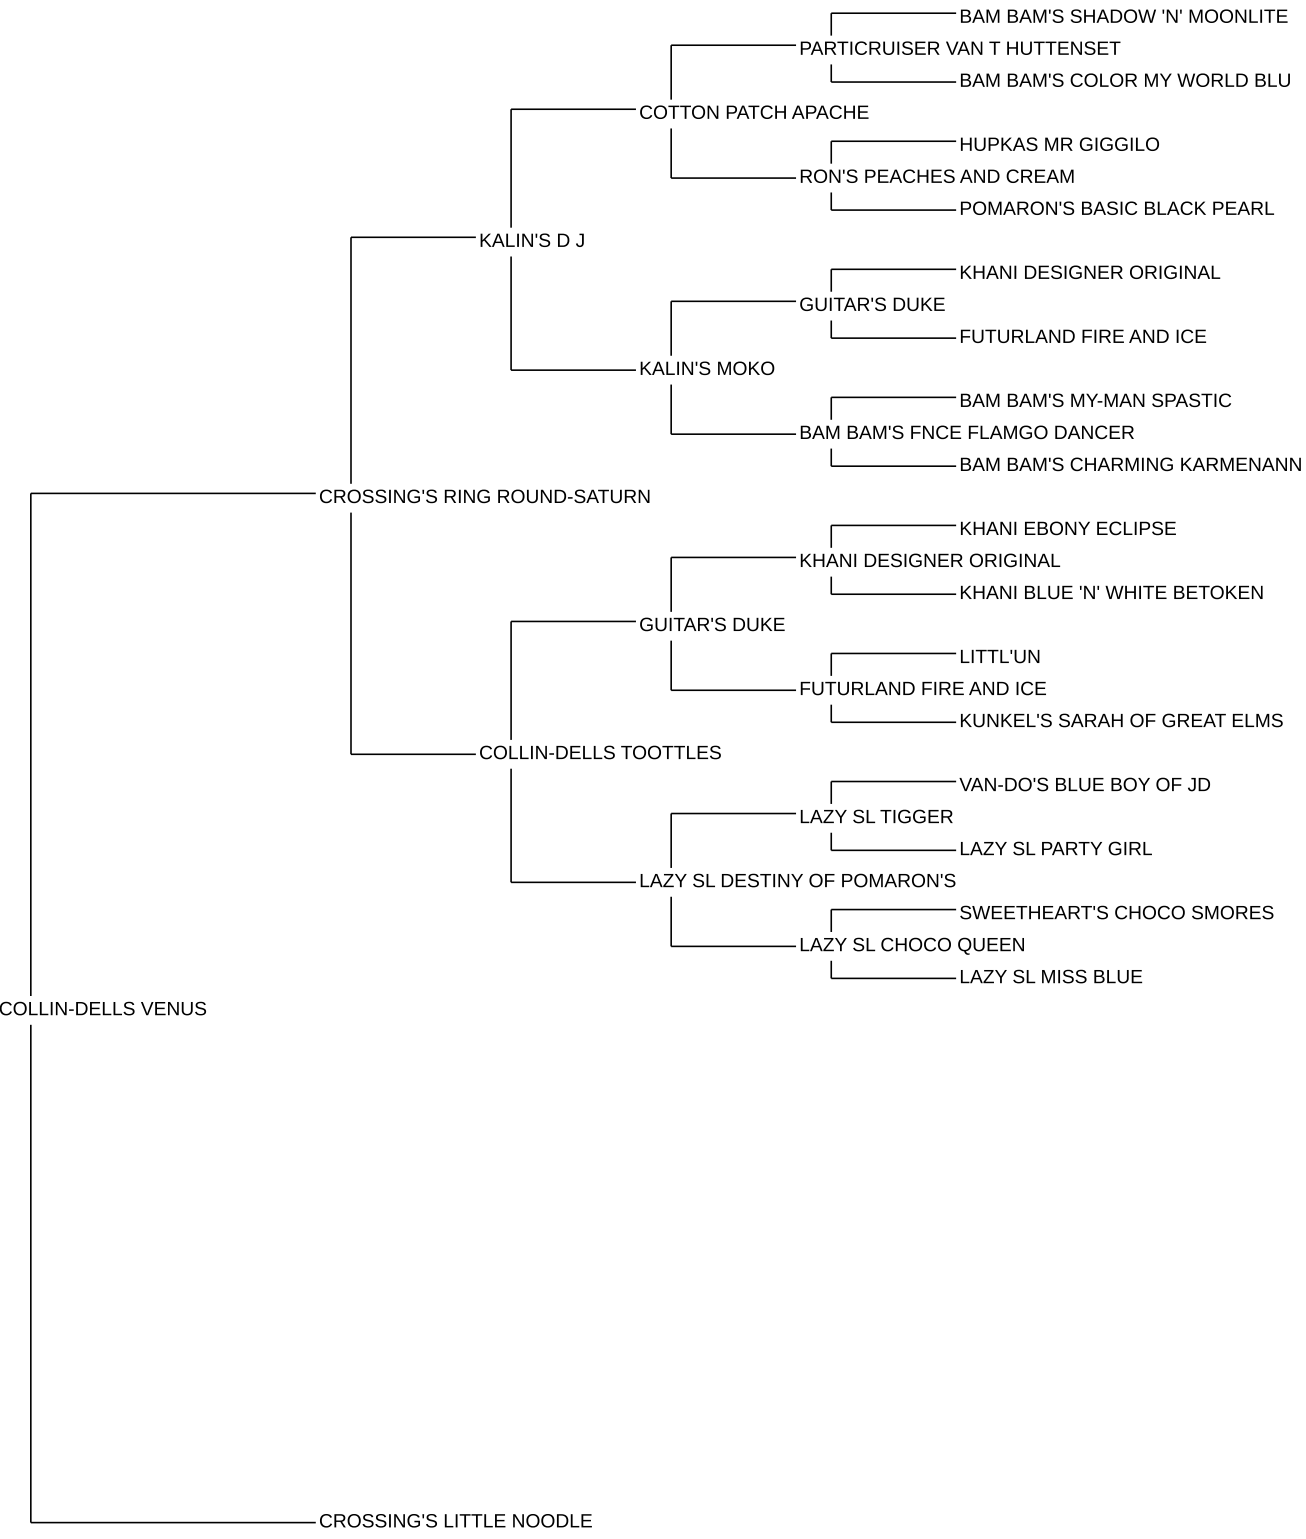 BAM BAM'S SHADOW 'N' MOONLITE
PARTICRUISER VAN T HUTTENSET
BAM BAM'S COLOR MY WORLD BLU
COTTON PATCH APACHE
HUPKAS MR GIGGILO
RON'S PEACHES AND CREAM
POMARON'S BASIC BLACK PEARL
KALIN'S D J
KHANI DESIGNER ORIGINAL
GUITAR'S DUKE
FUTURLAND FIRE AND ICE
KALIN'S MOKO
BAM BAM'S MY-MAN SPASTIC
BAM BAM'S FNCE FLAMGO DANCER
BAM BAM'S CHARMING KARMENANN
CROSSING'S RING ROUND-SATURN
KHANI EBONY ECLIPSE
KHANI DESIGNER ORIGINAL
KHANI BLUE 'N' WHITE BETOKEN
GUITAR'S DUKE
LITTL'UN
FUTURLAND FIRE AND ICE
KUNKEL'S SARAH OF GREAT ELMS
COLLIN-DELLS TOOTTLES
VAN-DO'S BLUE BOY OF JD
LAZY SL TIGGER
LAZY SL PARTY GIRL
LAZY SL DESTINY OF POMARON'S
SWEETHEART'S CHOCO SMORES
LAZY SL CHOCO QUEEN
LAZY SL MISS BLUE
COLLIN-DELLS VENUS
CROSSING'S LITTLE NOODLE